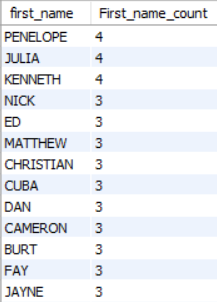 first_name First_name_count
PENELOPE 4
JULIA 4
KENNETH 4
NICK 3
ED 3
MATTHEW 3
CHRISTIAN 3
CUBA 3
DAN 3
CAMERON 3
BURT 3
FAY 3
JAYNE 3